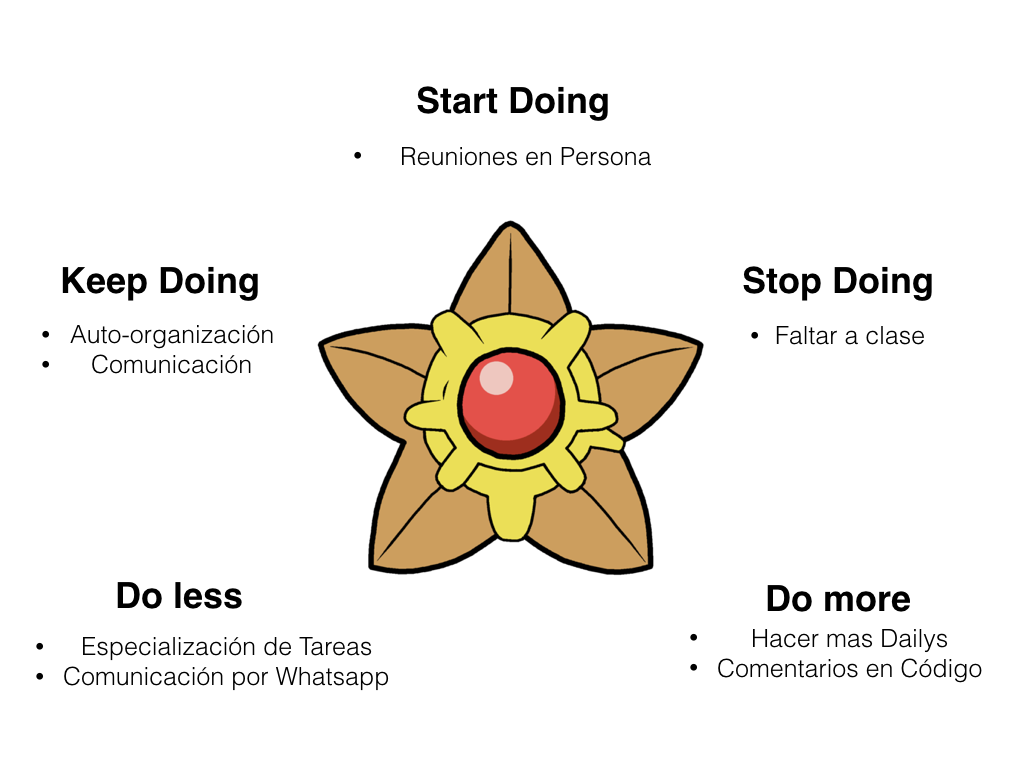 Start Doing
• Reuniones en Persona
Keep Doing
• Auto-organización
• Comunicación
Stop Doing
• Faltar a clase
Do less
• Especialización de Tareas
• Comunicación por Whatsapp
Do more
• Hacer mas Dailys
• Comentarios en Código